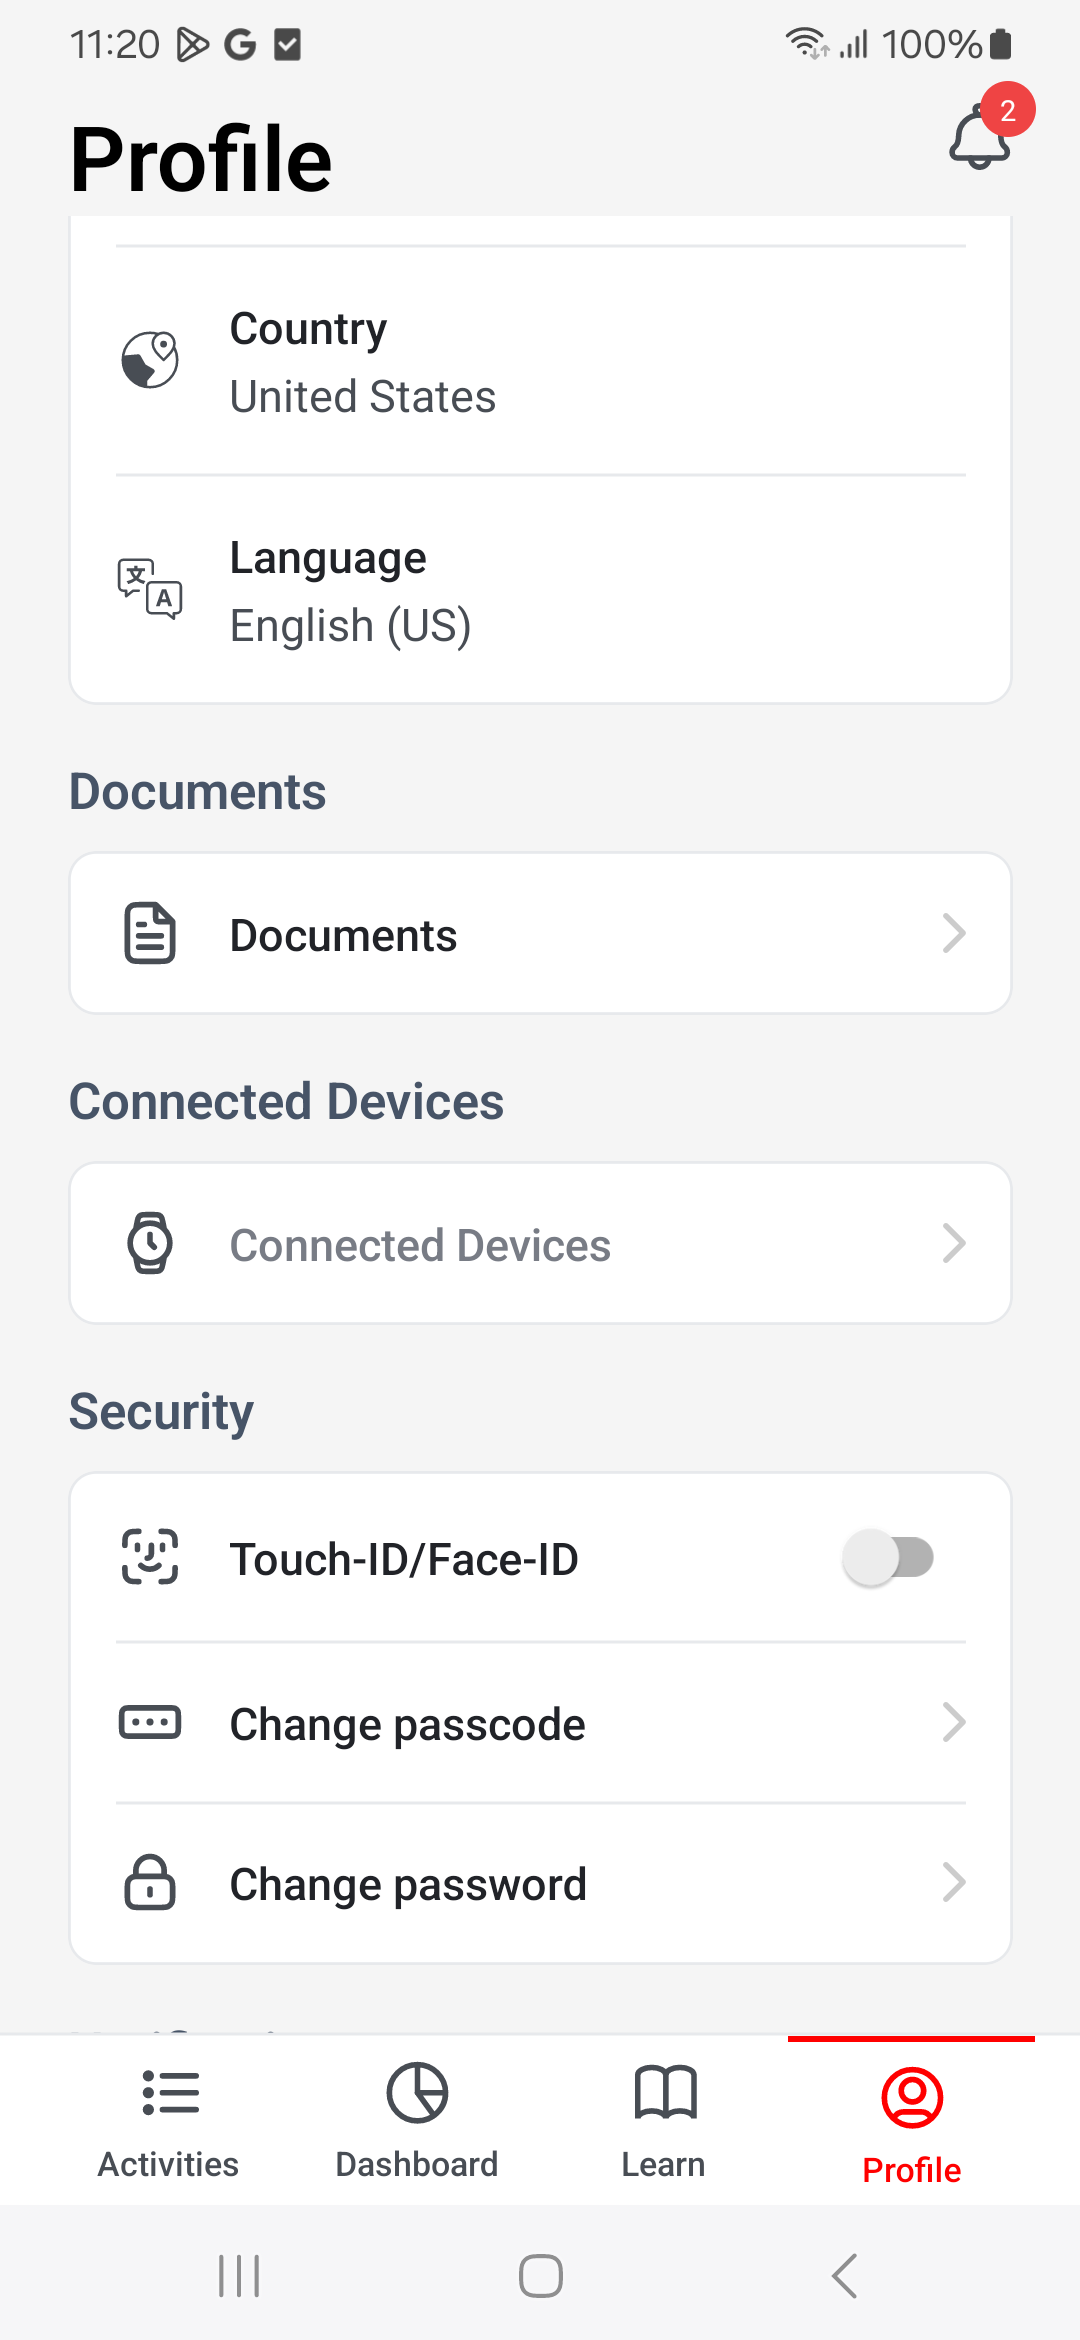 11:20
100%
Profile
2
Country
United States
Language
English (US)
Documents
Documents
Connected Devices
Connected Devices
Security
Touch-ID/Face-ID
Change passcode
Change password
Activities
Dashboard
Learn
Profile